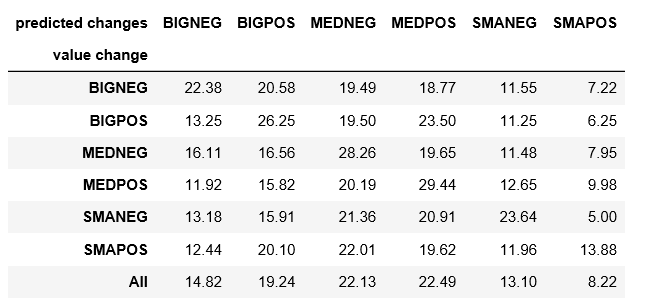 predicted changes BIGNEG BIGPOS MEDNEG MEDPOS SMANEG SMAPOS
value change
BIGNEG 22.38 20.58 19.49 18.77 11.55 7.22
BIGPOS 13.25 26.25 19.50 23.50 11.25 6.25
MEDNEG 16.11 16.56 28.26 19.65 11.48 7.95
MEDPOS 11.92 15.82 20.19 29.44 12.65 9.98
SMANEG 13.18 15.91 21.36 20.91 23.64 5.00
SMAPOS 12.44 20.10 22.01 19.62 11.96 13.88
All 14.82 19.24 22.13 22.49 13.10 8.22